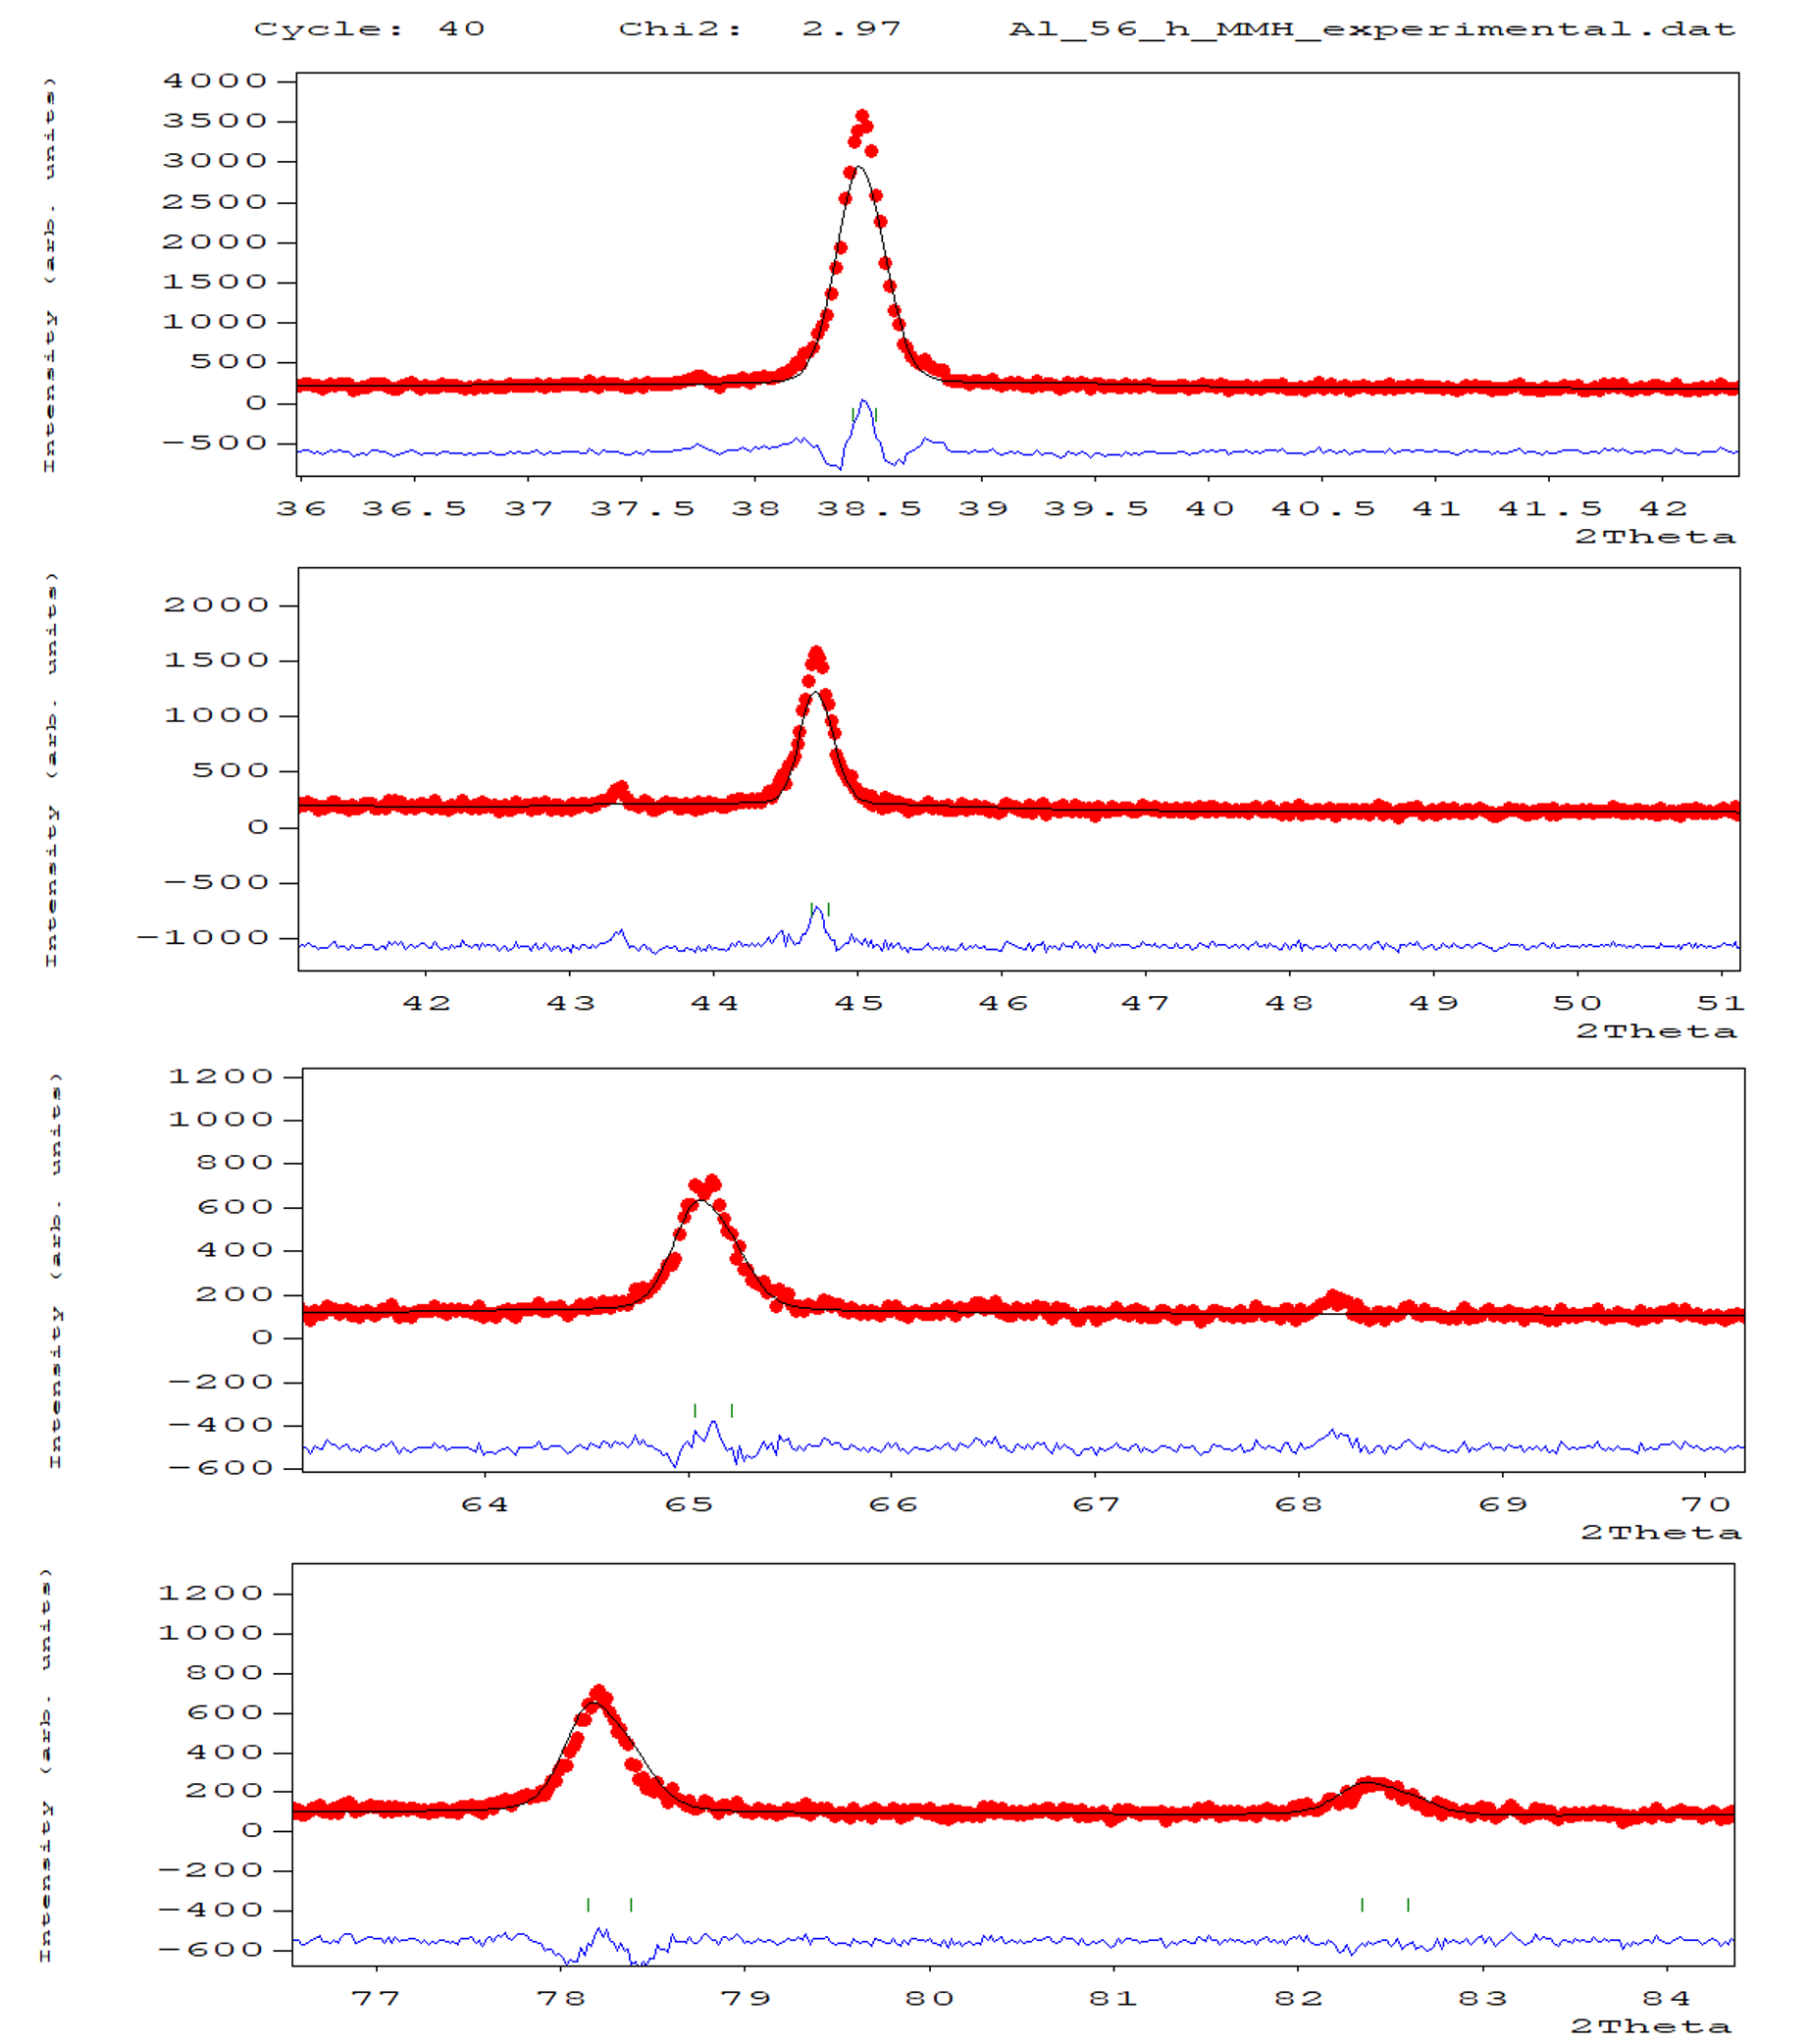 Cycle: 40 Chi2: 2.97 Al_56_h_MMH_experimental.dat
Intensity (arb. units)
4000
3500
3000
2500
2000
1500
1000
500
0
-500
36 36.5 37 37.5 38 38.5 39 39.5 40 40.5 41 41.5 42
2Theta
Intensity (arb. units)
2000
1500
1000
500
0
-500
-1000
42 43 44 45 46 47 48 49 50 51
2Theta
Intensity (arb. units)
1200
1000
800
600
400
200
0
-200
-400
-600
64 65 66 67 68 69 70
2Theta
Intensity (arb. units)
1200
1000
800
600
400
200
0
-200
-400
-600
77 78 79 80 81 82 83 84
2Theta